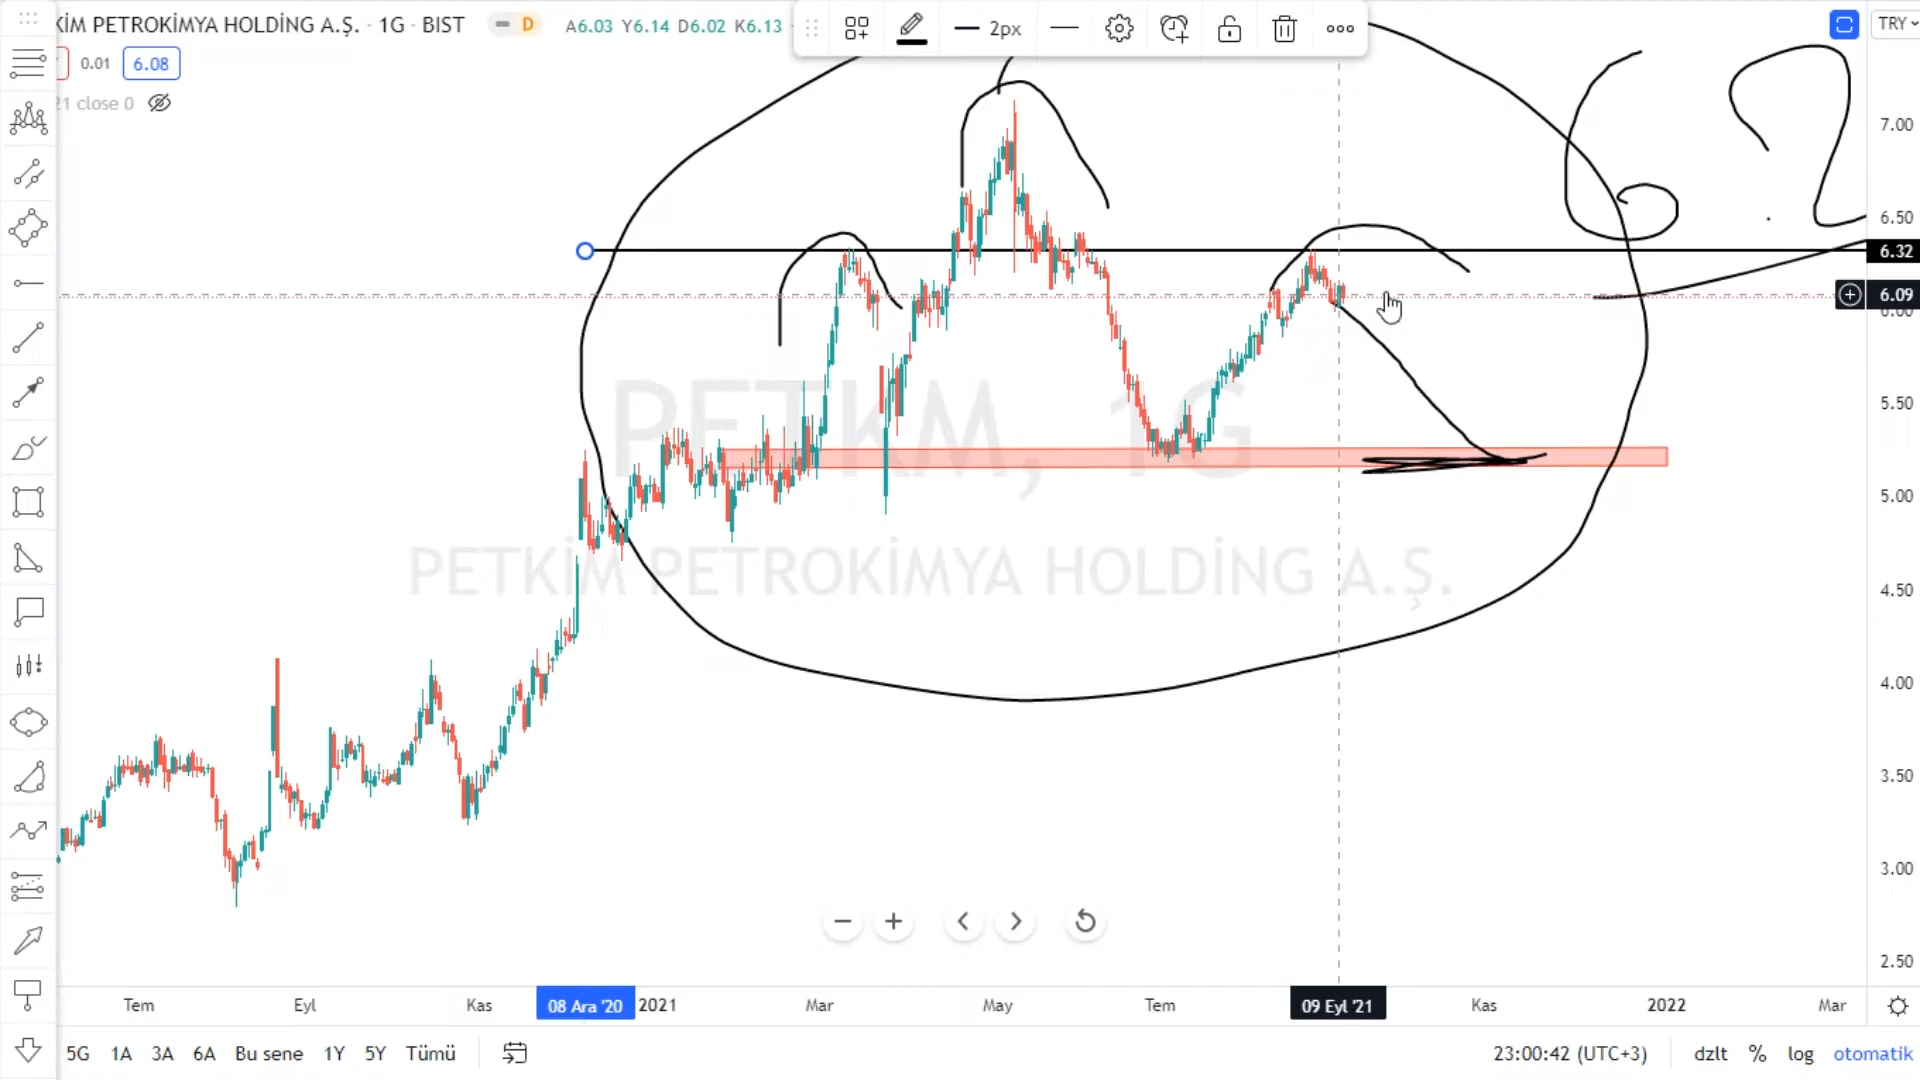 KİM PETROKİMYA HOLDİNG A.Ş. · 1G · BIST D A6.03 Y6.14 D6.02 K6.13
2px
TRY
0.01 6.08
21 close 0
6 ?
7.00
6.50
6.32
6.09
6.00
5.50
5.00
4.50
4.00
3.50
3.00
2.50
PETKM, 1G
PETKİM PETROKİMYA HOLDİNG A.Ş.
Tem Eyl Kas 08 Ara '20 2021 Mar May Tem 09 Eyl '21 Kas 2022 Mar
5G 1A 3A 6A Bu sene 1Y 5Y Tümü 23:00:42 (UTC+3) dzlt % log otomatik